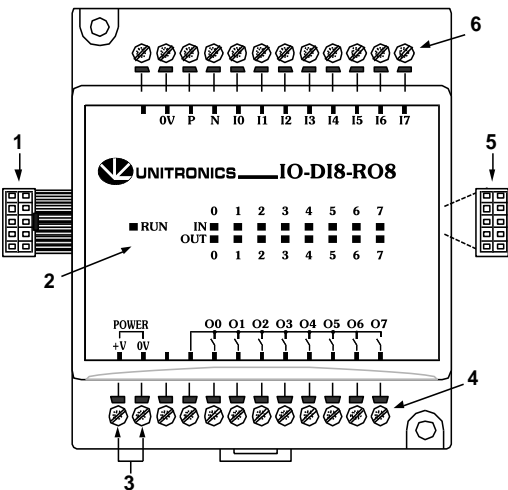 6
0V P N I0 I1 I2 I3 I4 I5 I6 I7
1
5
UNITRONICS IO-DI8-RO8
0 1 2 3 4 5 6 7
RUN IN
OUT
0 1 2 3 4 5 6 7
2
POWER
+V 0V
O0 O1 O2 O3 O4 O5 O6 O7
4
3